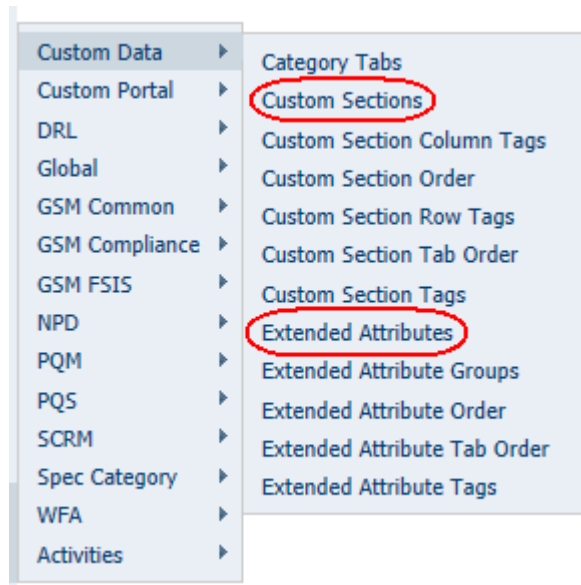 Custom Data
Custom Portal
DRL
Global
GSM Common
GSM Compliance
GSM FSIS
NPD
PQM
PQS
SCRM
Spec Category
WFA
Activities
Category Tabs
Custom Sections
Custom Section Column Tags
Custom Section Order
Custom Section Row Tags
Custom Section Tab Order
Custom Section Tags
Extended Attributes
Extended Attribute Groups
Extended Attribute Order
Extended Attribute Tab Order
Extended Attribute Tags